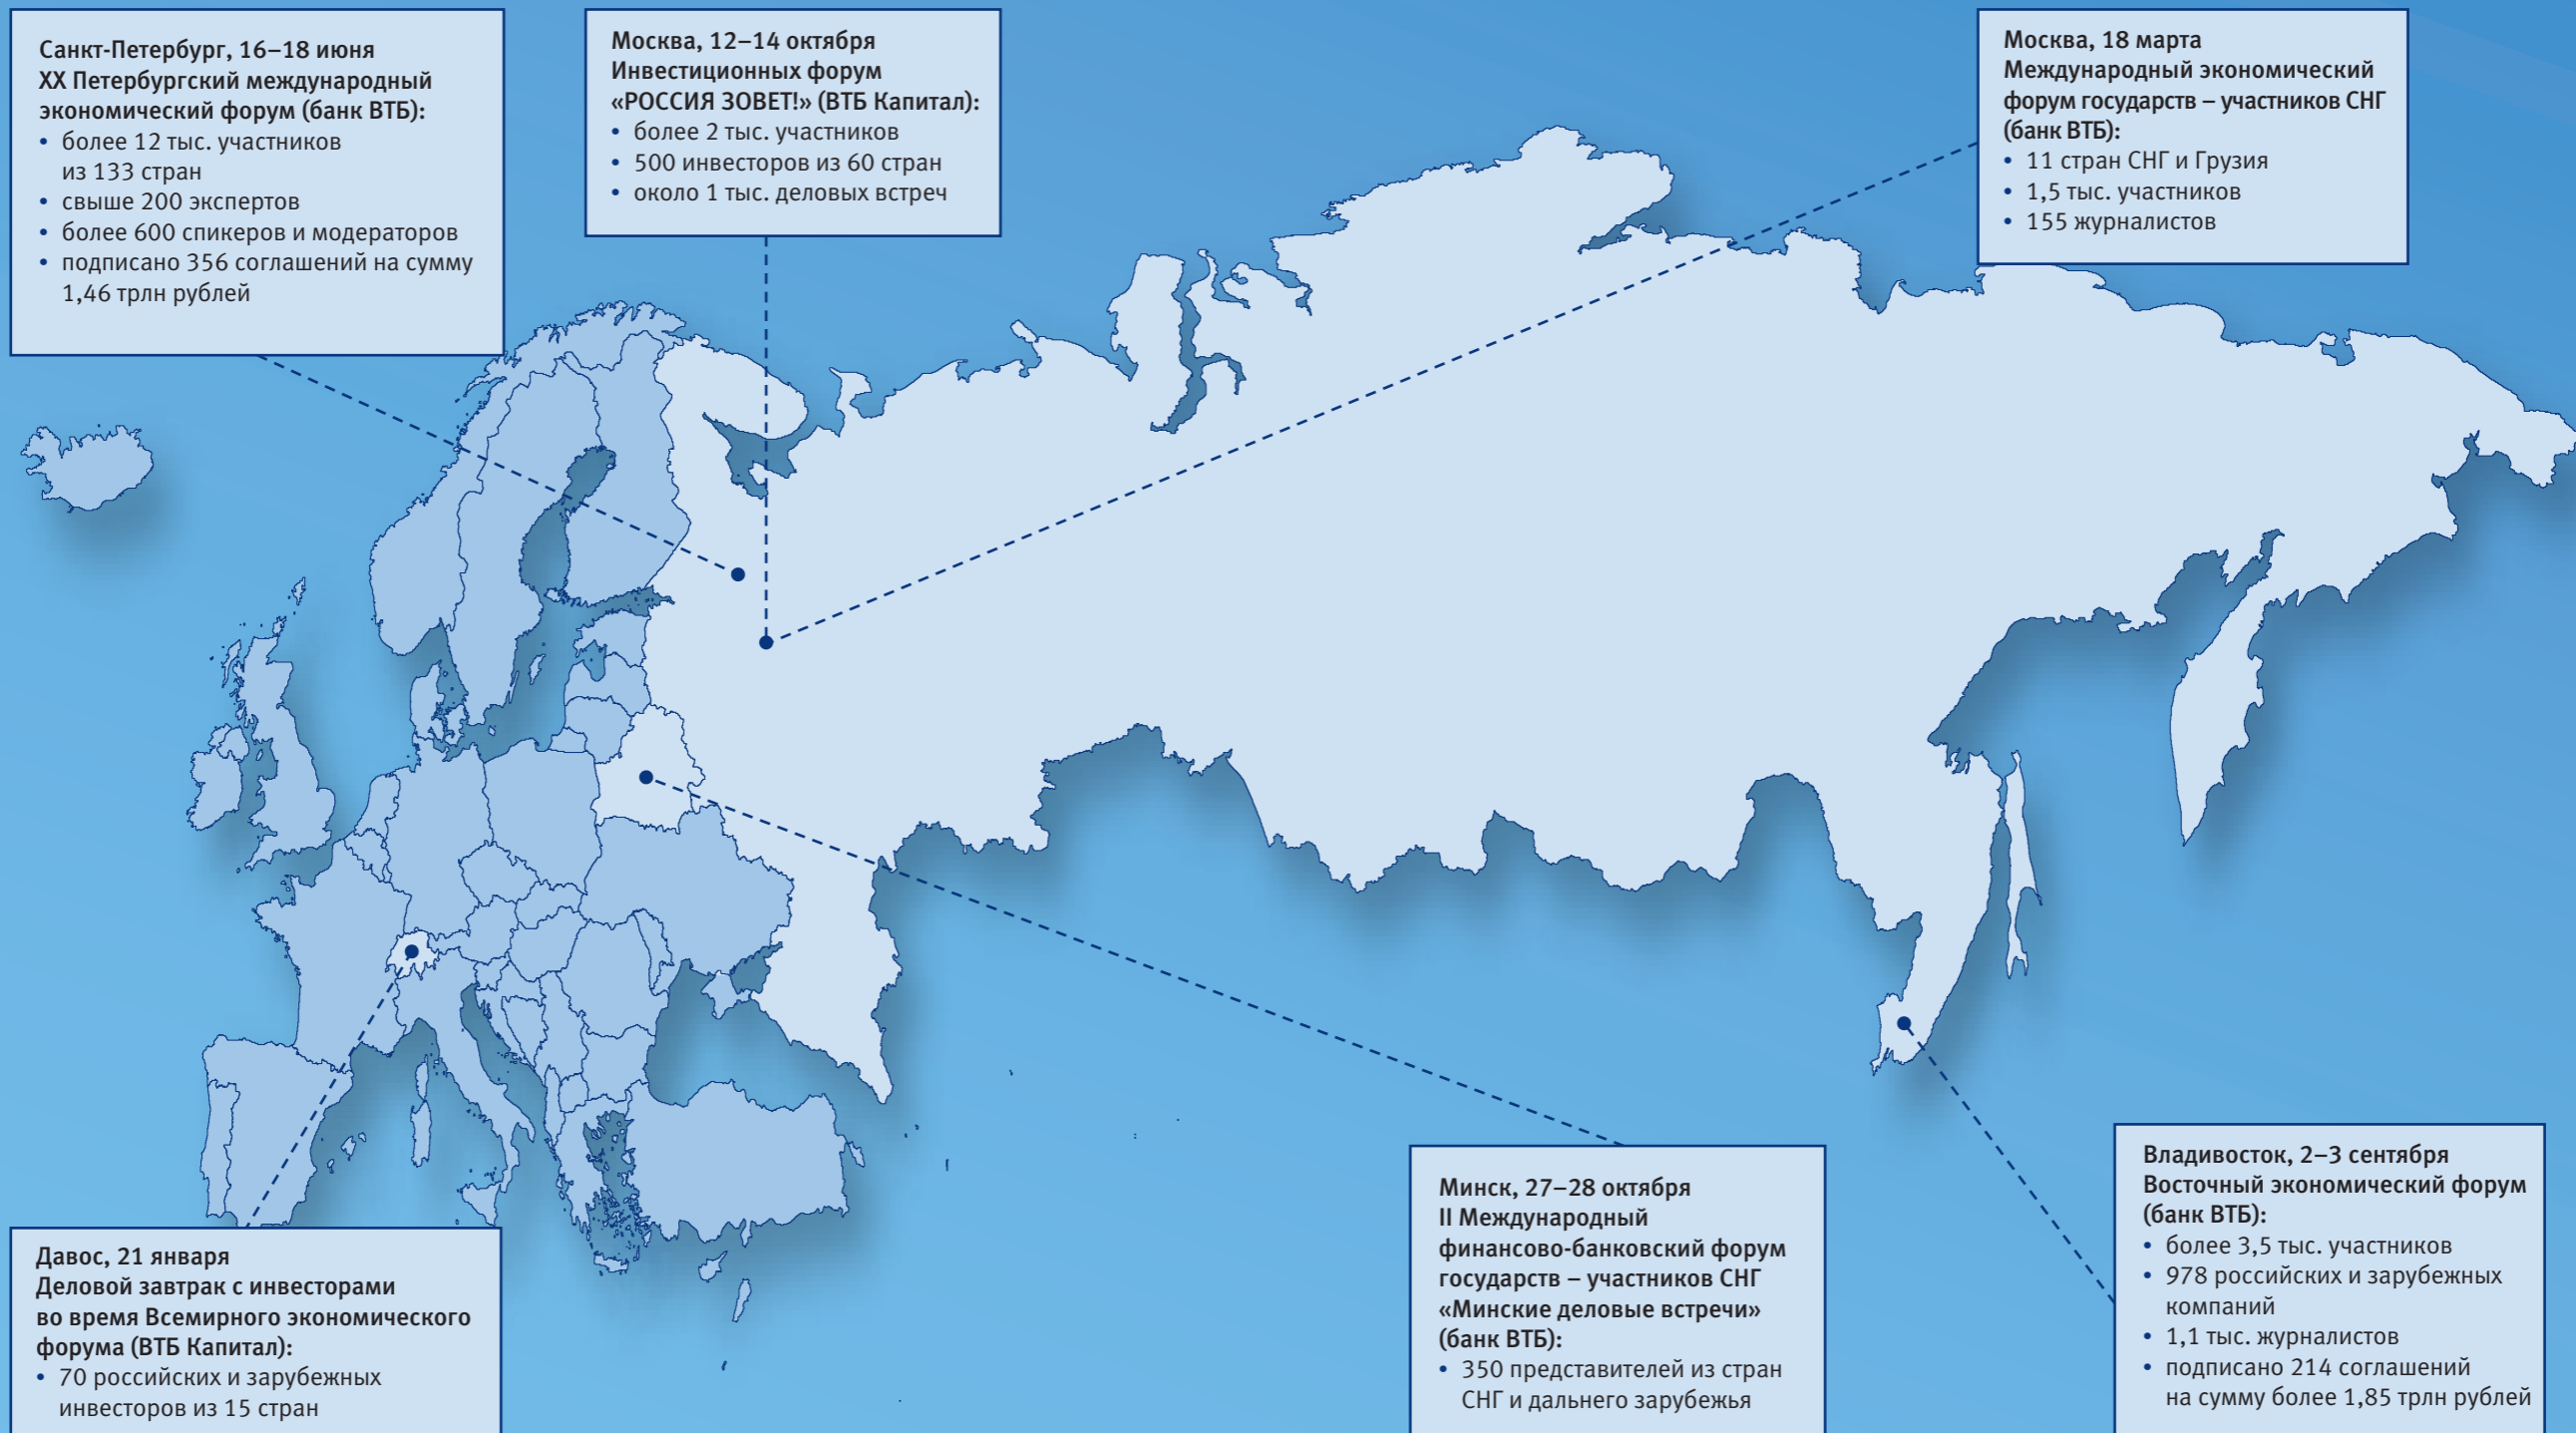 Санкт-Петербург, 16–18 июня
XX Петербургский международный
экономический форум (банк ВТБ):
• более 12 тыс. участников
из 133 стран
• свыше 200 экспертов
• более 600 спикеров и модераторов
• подписано 356 соглашений на сумму
1,46 трлн рублей
Москва, 12–14 октября
Инвестиционных форум
«РОССИЯ ЗОВЕТ!» (ВТБ Капитал):
• более 2 тыс. участников
• 500 инвесторов из 60 стран
• около 1 тыс. деловых встреч
Москва, 18 марта
Международный экономический
форум государств – участников СНГ
(банк ВТБ):
• 11 стран СНГ и Грузия
• 1,5 тыс. участников
• 155 журналистов
Давос, 21 января
Деловой завтрак с инвесторами
во время Всемирного экономического
форума (ВТБ Капитал):
• 70 российских и зарубежных
инвесторов из 15 стран
Минск, 27–28 октября
II Международный
финансово-банковский форум
государств – участников СНГ
«Минские деловые встречи»
(банк ВТБ):
• 350 представителей из стран
СНГ и дальнего зарубежья
Владивосток, 2–3 сентября
Восточный экономический форум
(банк ВТБ):
• более 3,5 тыс. участников
• 978 российских и зарубежных
компаний
• 1,1 тыс. журналистов
• подписано 214 соглашений
на сумму более 1,85 трлн рублей